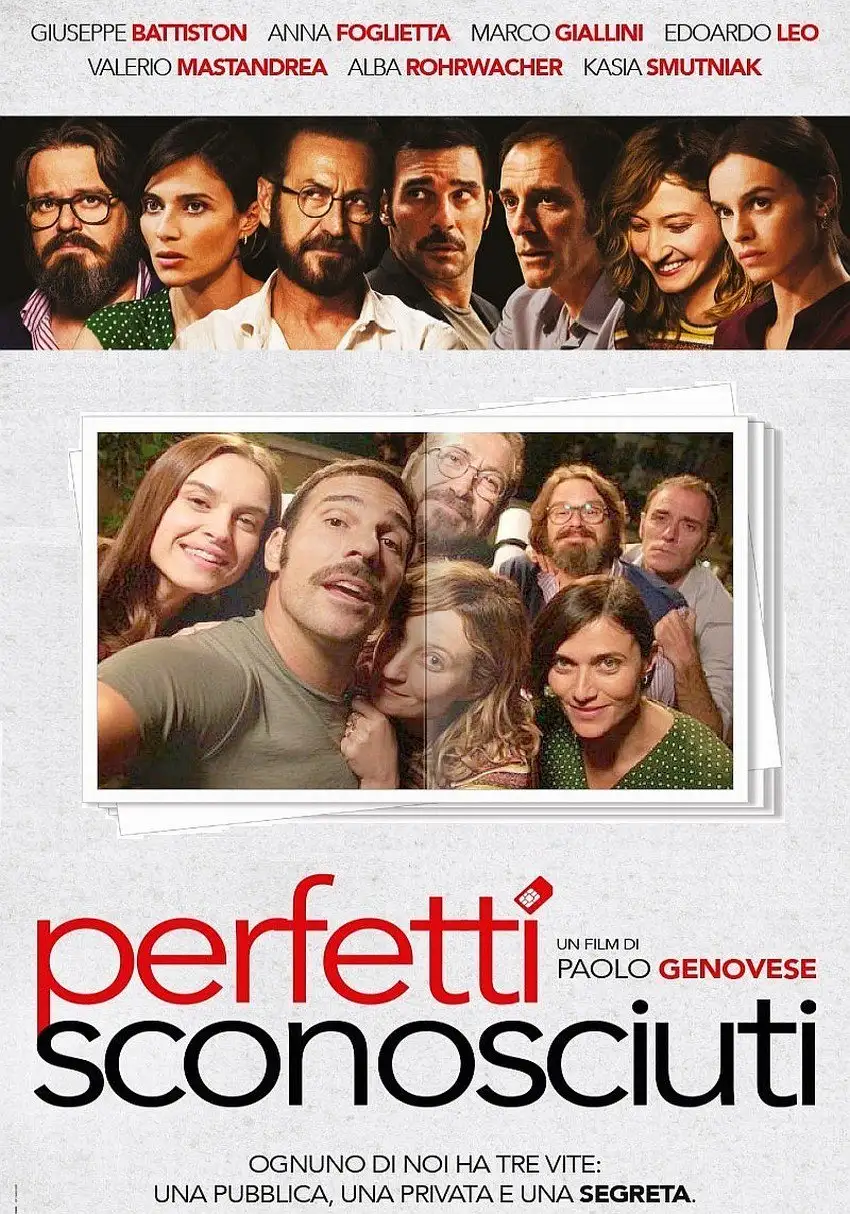 GIUSEPPE BATTISTON ANNA FOGLIETTA MARCO GIALLINI EDOARDO LEO
VALERIO MASTANDREA ALBA ROHRWACHER KASIA SMUTNIAK
perfetti
UN FILM DI
PAOLO GENOVESE
sconosciuti
OGNUNO DI NOI HA TRE VITE:
UNA PUBBLICA, UNA PRIVATA E UNA SEGRETA.